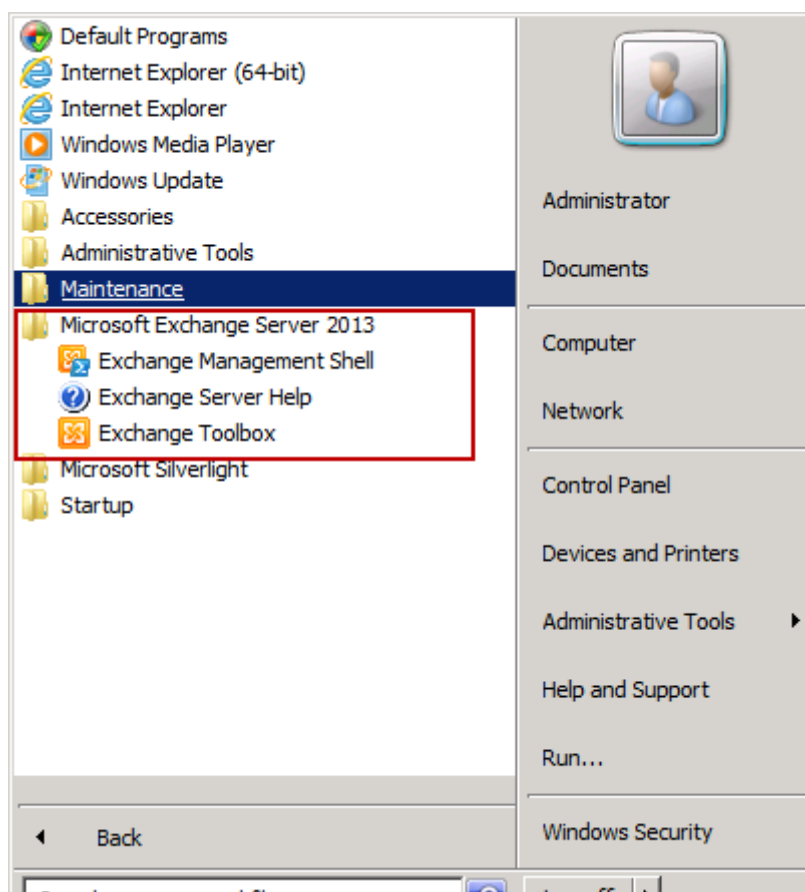 Default Programs
Internet Explorer (64-bit)
Internet Explorer
Windows Media Player
Windows Update
Accessories
Administrative Tools
Maintenance
Microsoft Exchange Server 2013
Exchange Management Shell
Exchange Server Help
Exchange Toolbox
Microsoft Silverlight
Startup
Back
Administrator
Documents
Computer
Network
Control Panel
Devices and Printers
Administrative Tools
Help and Support
Run...
Windows Security